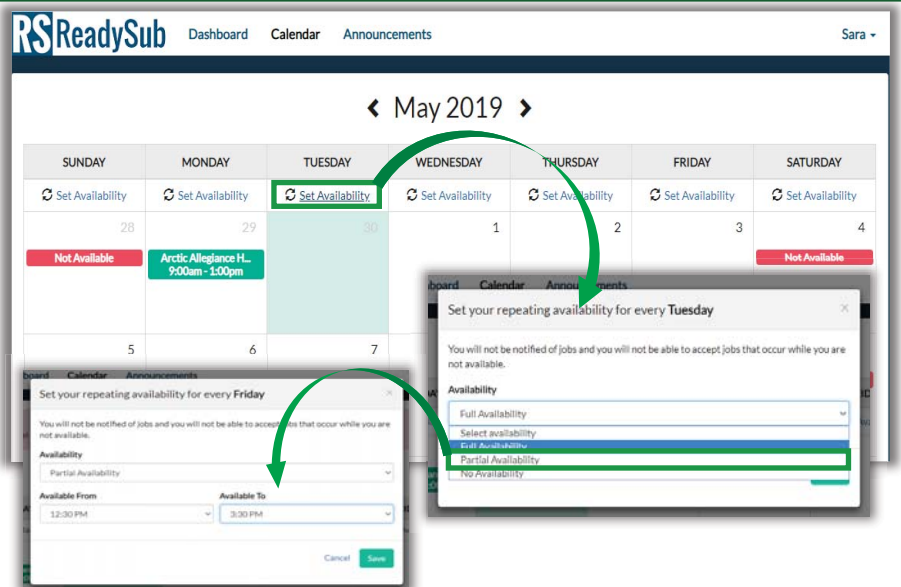 RS ReadySub Dashboard Calendar Announcements Sara
May 2019
SUNDAY MONDAY TUESDAY WEDNESDAY THURSDAY FRIDAY SATURDAY
Set Availability Set Availability Set Availability Set Availability Set Availability Set Availability Set Availability
28 29 30 1 2 3 4
Not Available Arctic Allegiance H... Not Available
9:00am - 1:00pm
5 6 7
Calendar Announcements
Set your repeating availability for every Tuesday ×
You will not be notified of jobs and you will not be able to accept jobs that occur while you are
not available.
Availability
Full Availability
Select availability
Full Availability
Partial Availability
No Availability
Calendar Announcements
Set your repeating availability for every Friday ×
You will not be notified of jobs and you will not be able to accept jobs that occur while you are
not available.
Availability
Partial Availability
Available From Available To
12:30 PM 3:30 PM
Cancel Save